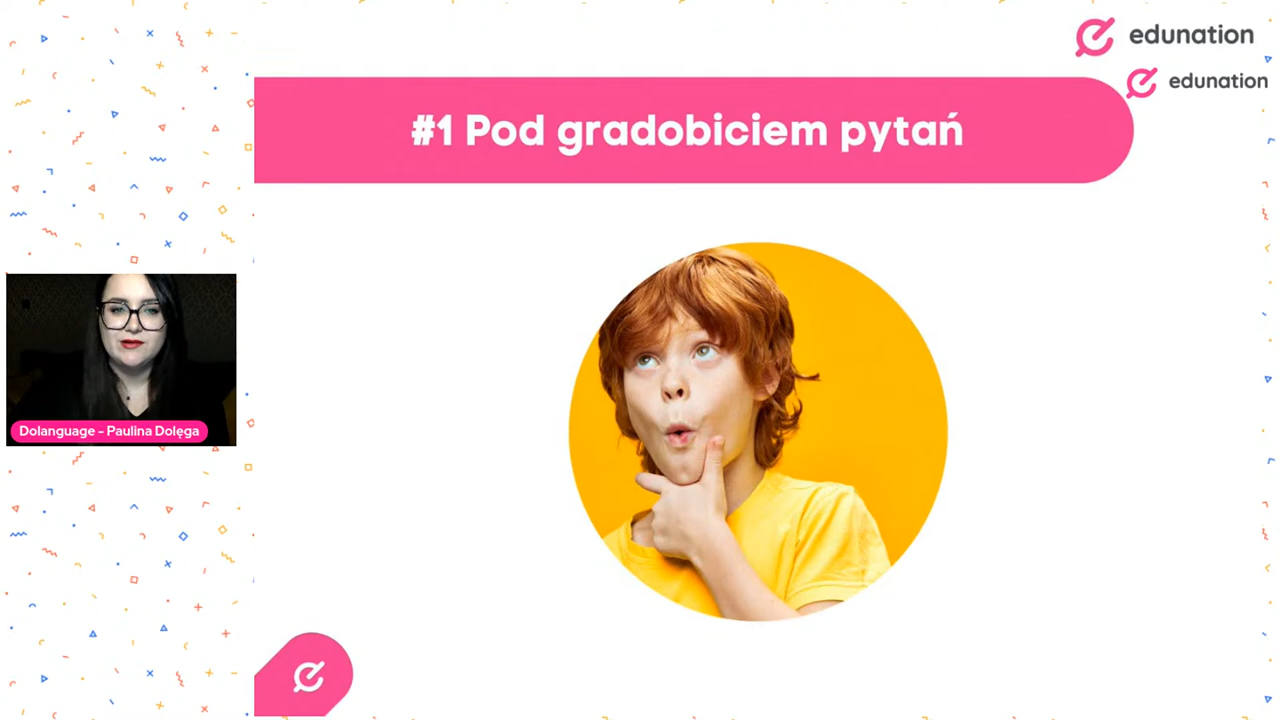 edunation
edunation
#1 Pod gradobiciem pytań
Dolanguage - Paulina Dolęga